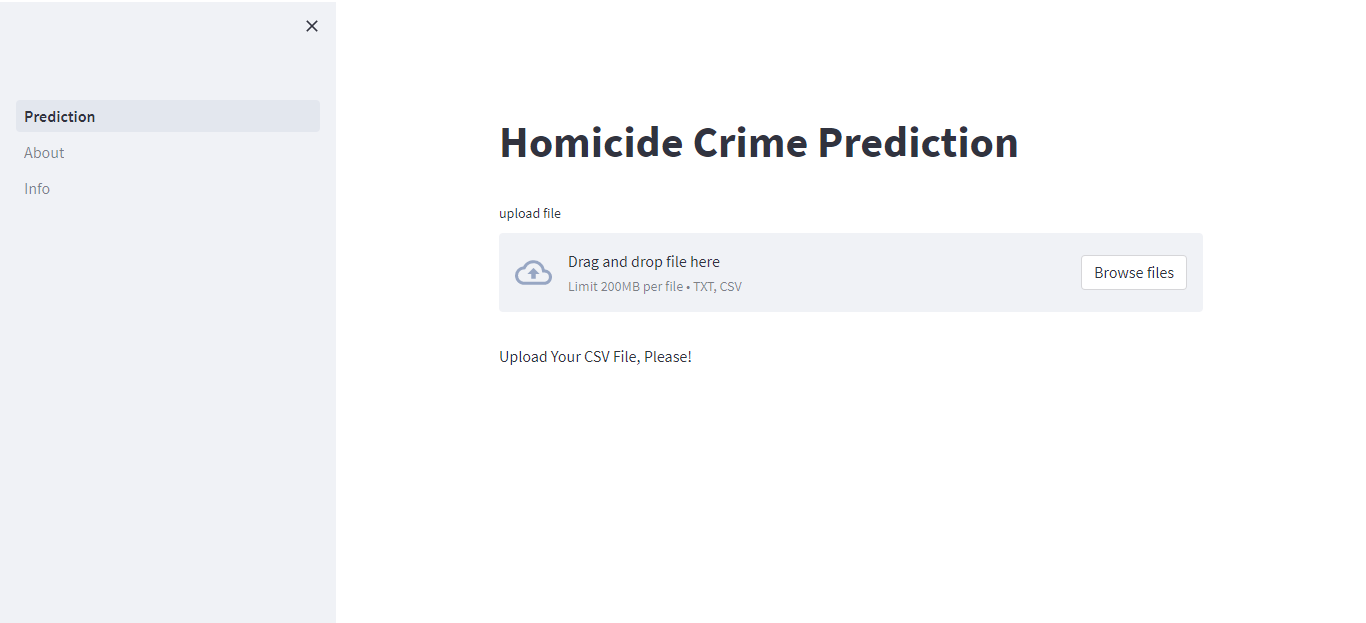 Prediction
About
Info
Homicide Crime Prediction
upload file
Drag and drop file here
Limit 200MB per file • TXT, CSV
Browse files
Upload Your CSV File, Please!